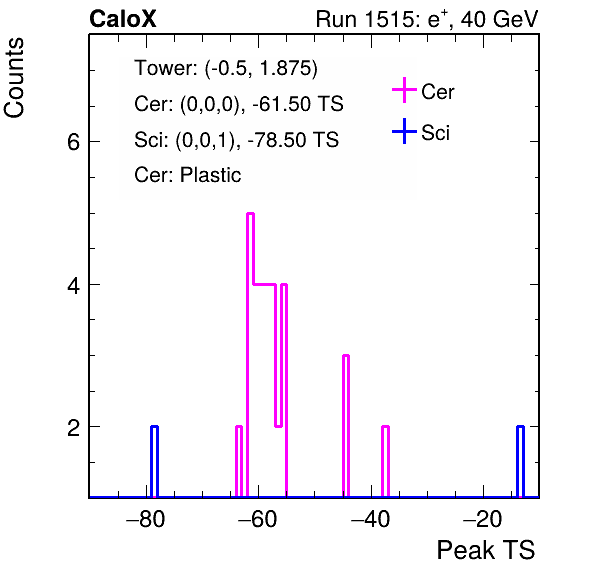 CaloX Run 1515: e⁺, 40 GeV
Counts
Tower: (-0.5, 1.875)
Cer: (0,0,0), -61.50 TS
Sci: (0,0,1), -78.50 TS
Cer: Plastic
Cer
Sci
6
4
2
−80 −60 −40 −20
Peak TS